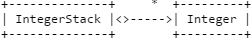 +--------------+     *  +---------+
| IntegerStack |<>----->| Integer |
+--------------+        +---------+